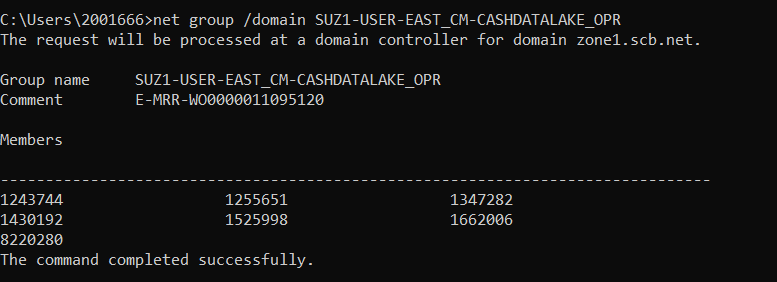 C:\Users\2001666>net group /domain SUZ1-USER-EAST_CM-CASHDATALAKE_OPR
The request will be processed at a domain controller for domain zone1.scb.net.
Group name     SUZ1-USER-EAST_CM-CASHDATALAKE_OPR
Comment        E-MRR-WO0000011095120
Members
-------------------------------------------------------------------------------
1243744                  1255651                  1347282
1430192                  1525998                  1662006
8220280
The command completed successfully.